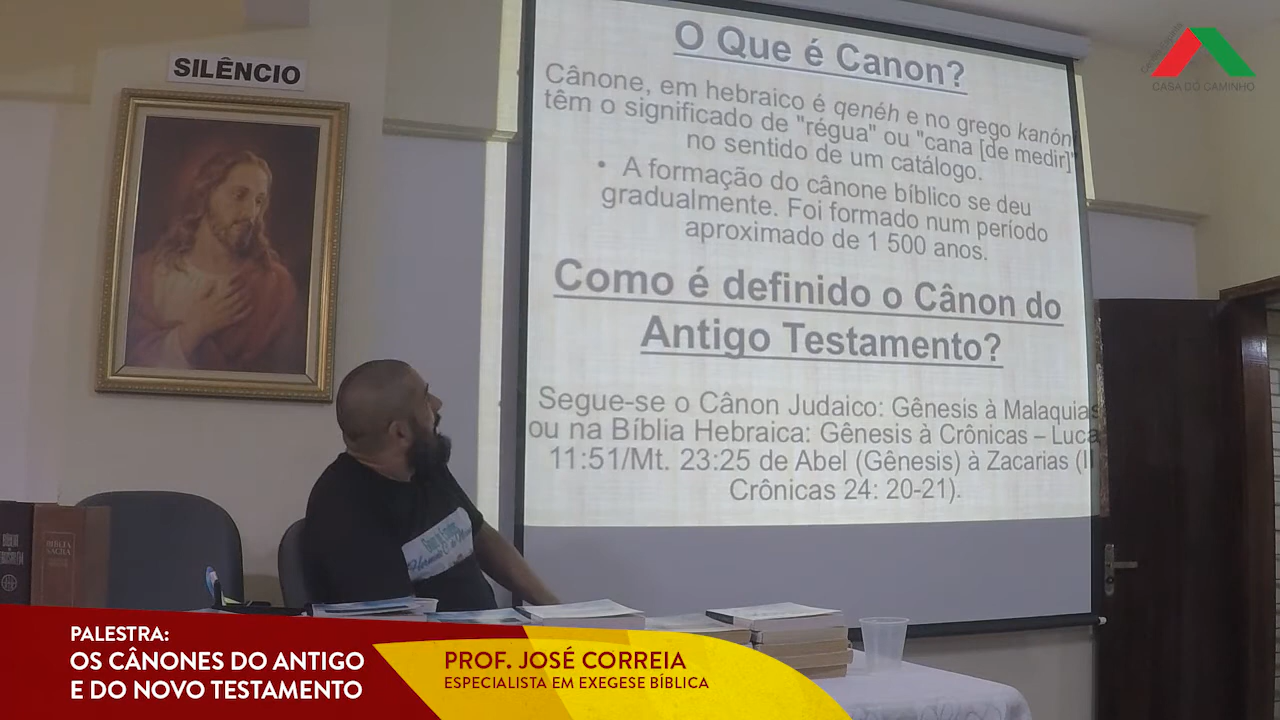 SILÊNCIO
O Que é Canon?
Cânone, em hebraico é qenéh e no grego kanón
têm o significado de "régua" ou "cana [de medir]"
no sentido de um catálogo.
• A formação do cânone bíblico se deu
gradualmente. Foi formado num período
aproximado de 1 500 anos.
Como é definido o Cânon do
Antigo Testamento?
Segue-se o Cânon Judaico: Gênesis à Malaquias
ou na Bíblia Hebraica: Gênesis à Crônicas – Lucas
11:51/Mt. 23:25 de Abel (Gênesis) à Zacarias (II
Crônicas 24: 20-21).
CASA DO CAMINHO
BÍBLIA
SACRA
PALESTRA:
OS CÂNONES DO ANTIGO
E DO NOVO TESTAMENTO
PROF. JOSÉ CORREIA
ESPECIALISTA EM EXEGESE BÍBLICA